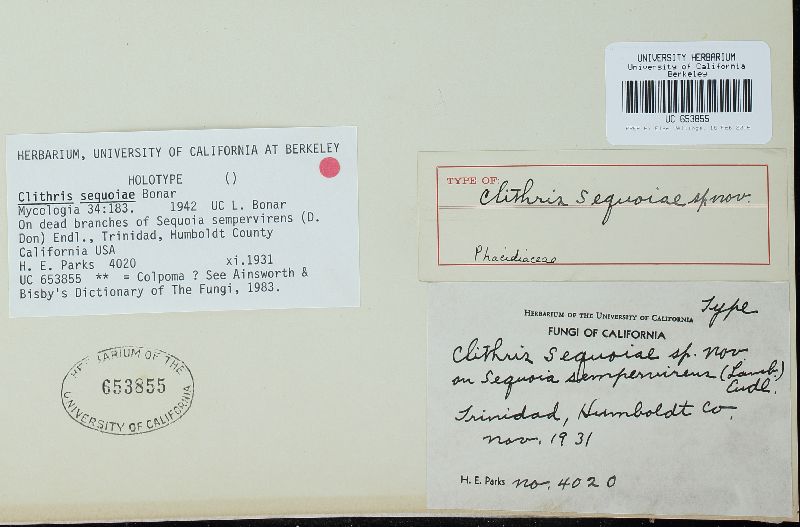 UNIVERSITY HERBARIUM
University of California
Berkeley
UC 653855
HERBARIUM, UNIVERSITY OF CALIFORNIA AT BERKELEY
HOLOTYPE ()
Clithris sequoiae Bonar
Mycologia 34:183. 1942 UC L. Bonar
On dead branches of Sequoia sempervirens (D.
Don) Endl., Trinidad, Humboldt County
California USA
H. E. Parks 4020 xi.1931
UC 653855 ** = Colpoma ? See Ainsworth &
Bisby's Dictionary of The Fungi, 1983.
TYPE OF:
Clithris Sequoiae sp nov.
Phacidiaceae
HERBARIUM OF THE UNIVERSITY OF CALIFORNIA Type
FUNGI OF CALIFORNIA
Clithris Sequoiae sp. nov
on Sequoia sempervirens (Lamb.)
Endl.
Trinidad, Humboldt Co.
nov. 1931
H. E. Parks no. 4020
HERBARIUM OF THE
653855
UNIVERSITY OF CALIFORNIA